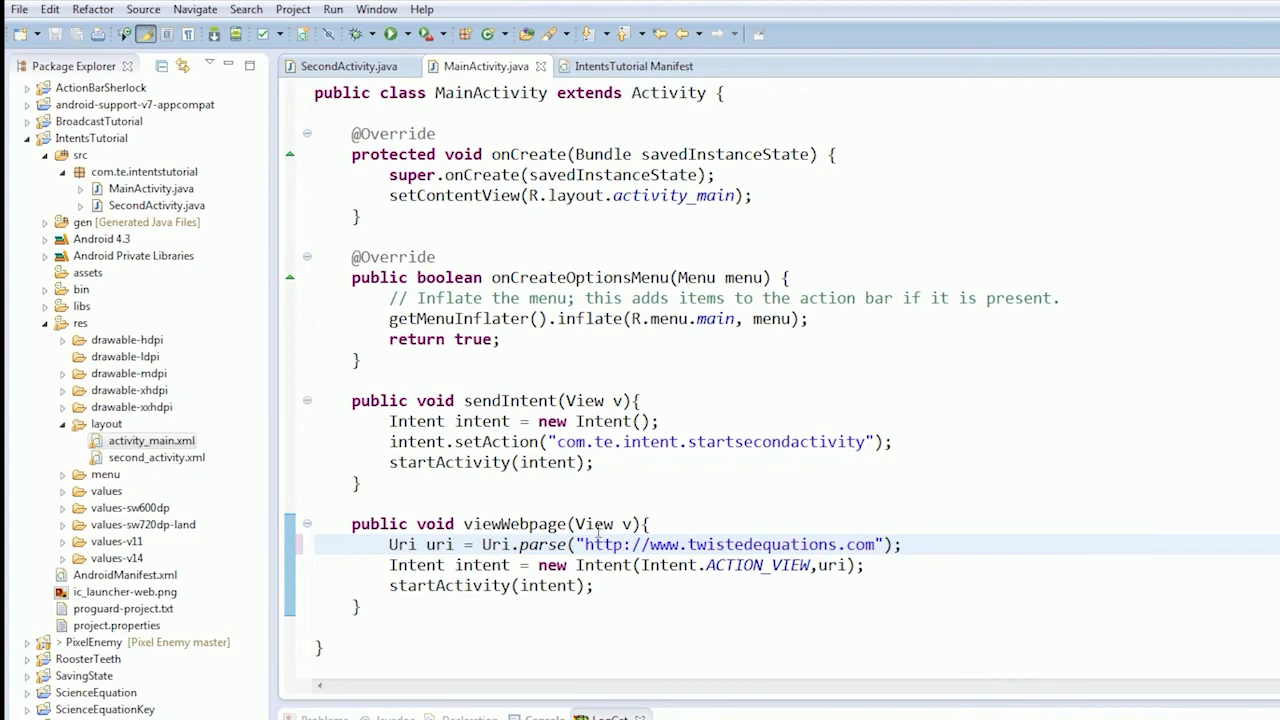 File Edit Refactor Source Navigate Search Project Run Window Help
Package Explorer
SecondActivity.java MainActivity.java IntentsTutorial Manifest
ActionBarSherlock
android-support-v7-appcompat
BroadcastTutorial
IntentsTutorial
src
com.te.intentstutorial
MainActivity.java
SecondActivity.java
gen [Generated Java Files]
Android 4.3
Android Private Libraries
assets
bin
libs
res
drawable-hdpi
drawable-ldpi
drawable-mdpi
drawable-xhdpi
drawable-xxhdpi
layout
activity_main.xml
second_activity.xml
menu
values
values-sw600dp
values-sw720dp-land
values-v11
values-v14
AndroidManifest.xml
ic_launcher-web.png
proguard-project.txt
project.properties
> PixelEnemy [Pixel Enemy master]
RoosterTeeth
SavingState
ScienceEquation
ScienceEquationKey
public class MainActivity extends Activity {
@Override
protected void onCreate(Bundle savedInstanceState) {
super.onCreate(savedInstanceState);
setContentView(R.layout.activity_main);
}
@Override
public boolean onCreateOptionsMenu(Menu menu) {
// Inflate the menu; this adds items to the action bar if it is present.
getMenuInflater().inflate(R.menu.main, menu);
return true;
}
public void sendIntent(View v){
Intent intent = new Intent();
intent.setAction("com.te.intent.startsecondactivity");
startActivity(intent);
}
public void viewWebpage(View v){
Uri uri = Uri.parse("http://www.twistedequations.com");
Intent intent = new Intent(Intent.ACTION_VIEW,uri);
startActivity(intent);
}
}
Problems Javadoc Declaration Console LogCat